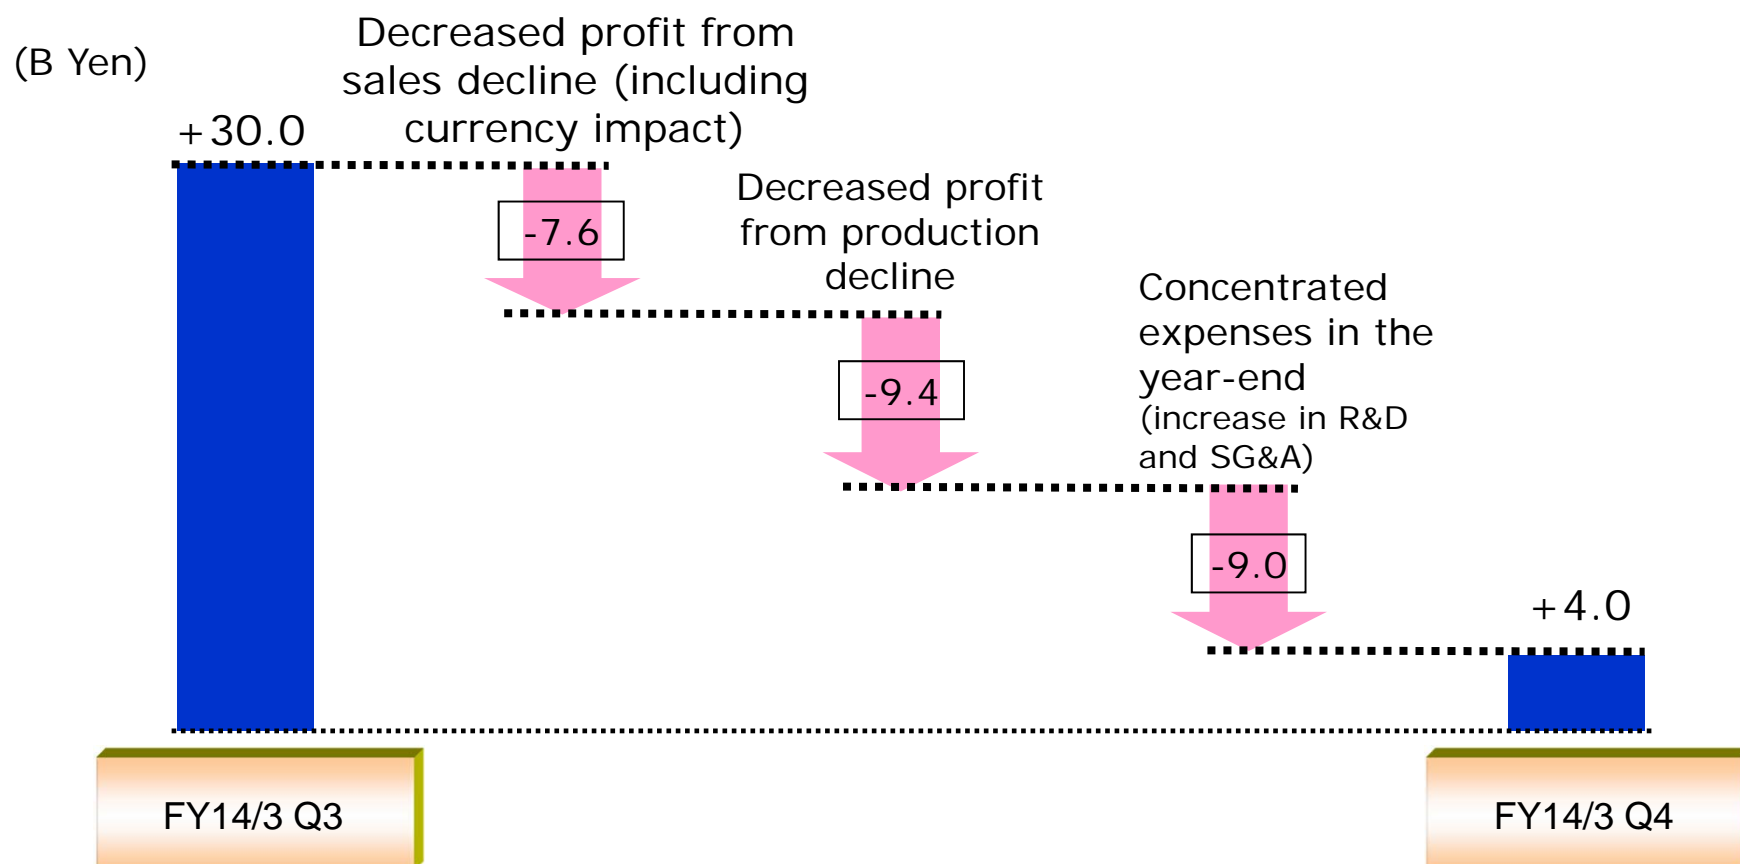 (B Yen)
+30.0
Decreased profit from
sales decline (including
currency impact)
-7.6
Decreased profit
from production
decline
-9.4
Concentrated
expenses in the
year-end
(increase in R&D
and SG&A)
-9.0
+4.0
FY14/3 Q3
FY14/3 Q4